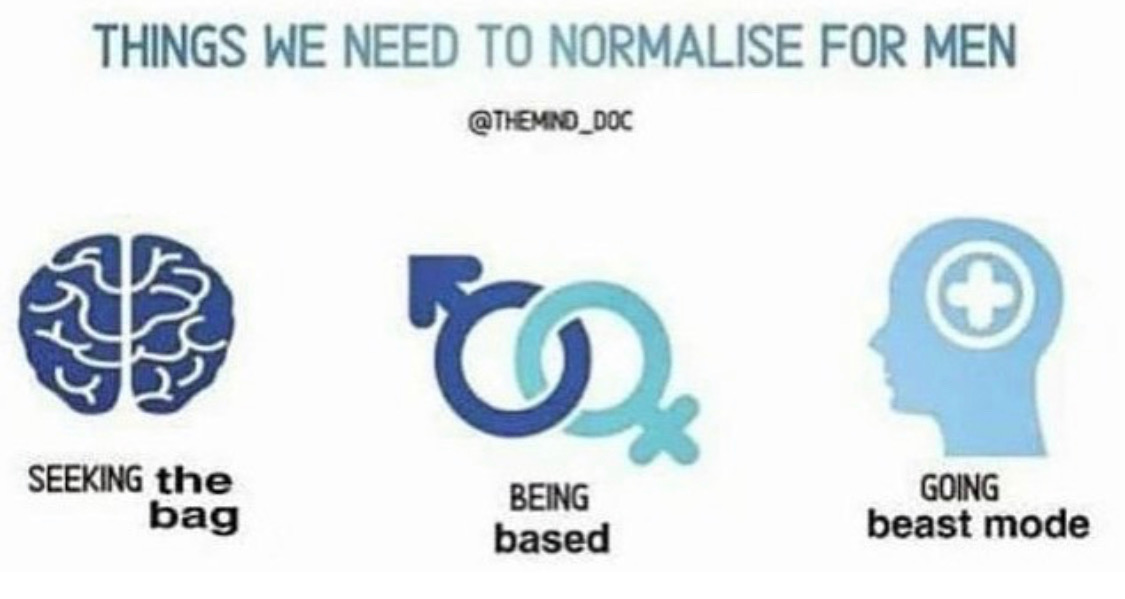 THINGS WE NEED TO NORMALISE FOR MEN
@THEMIND_DOC
SEEKING the
bag
BEING
based
GOING
beast mode